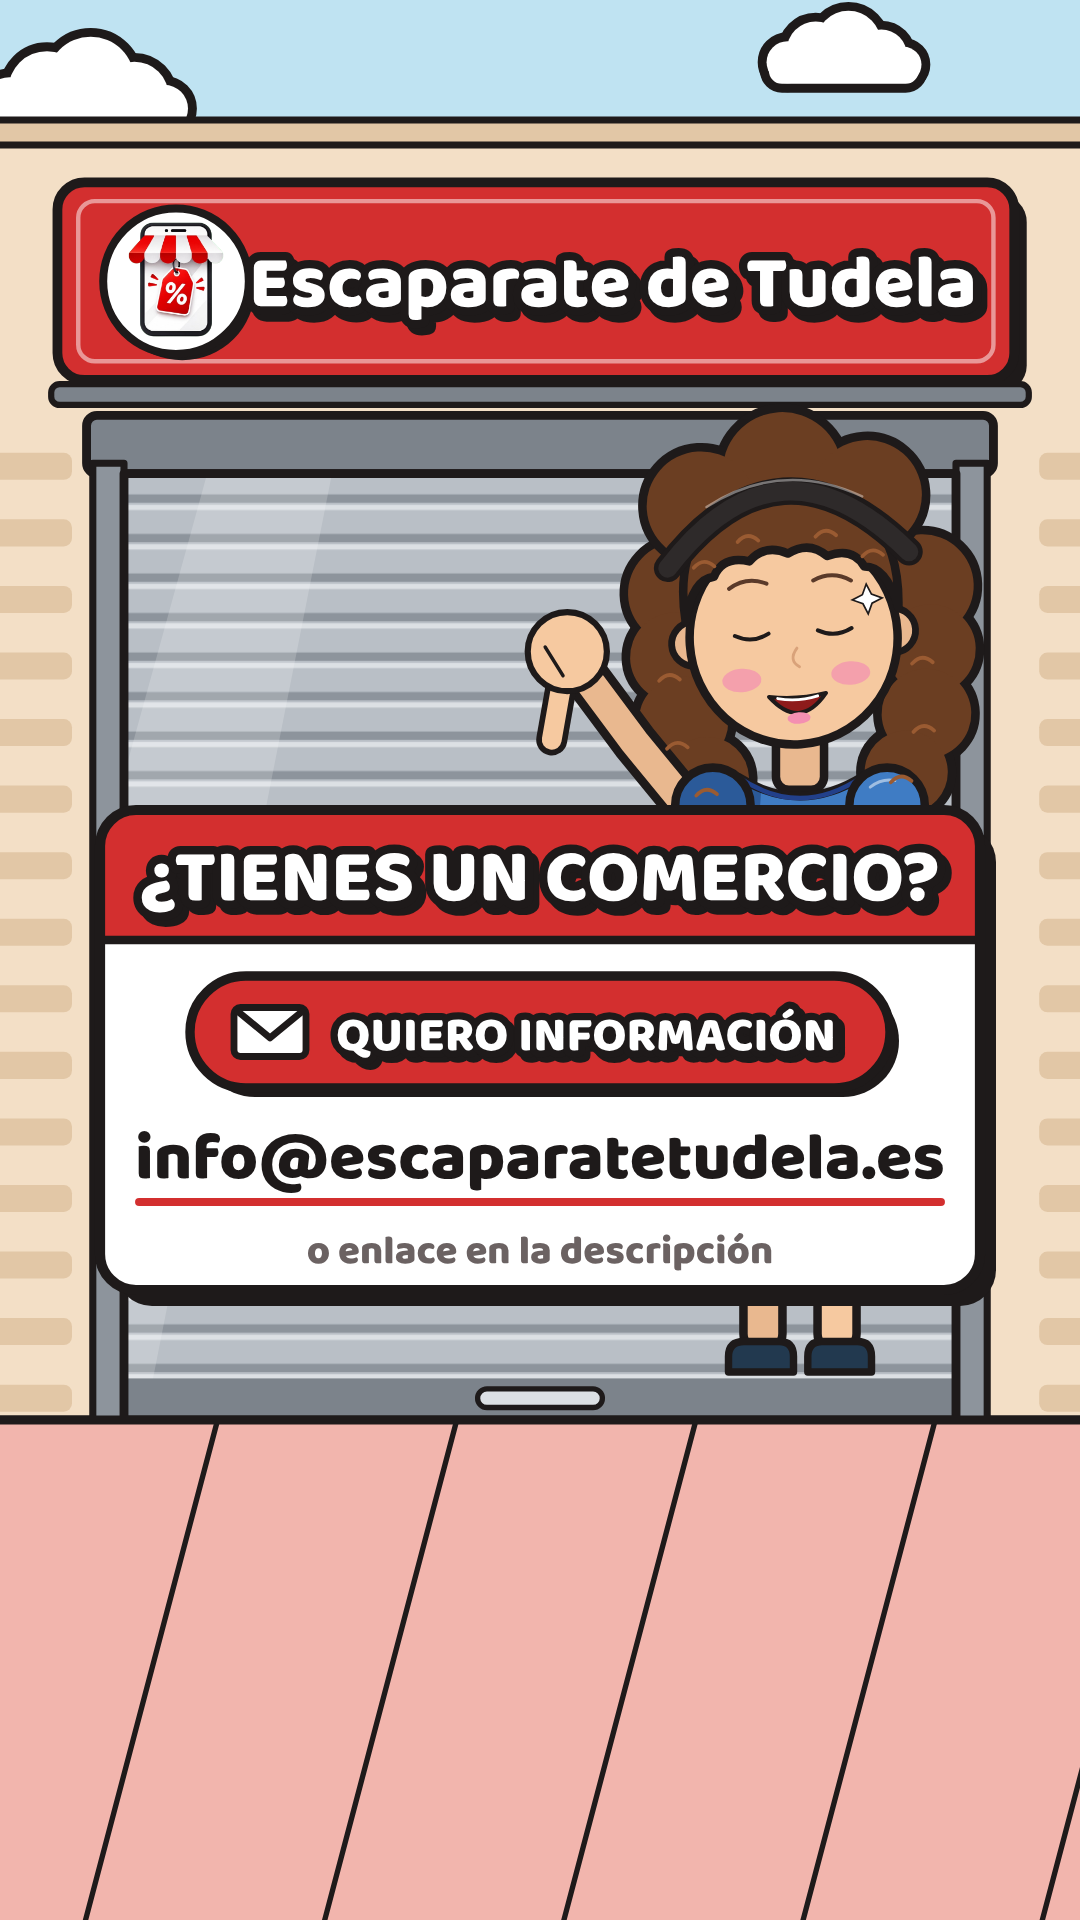 %
Escaparate de Tudela
¿TIENES UN COMERCIO?
QUIERO INFORMACIÓN
info@escaparatetudela.es
o enlace en la descripción